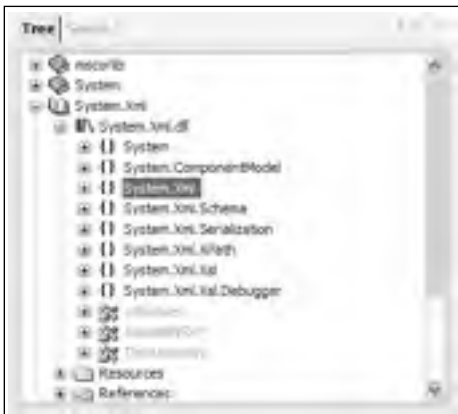 Tree
mscorlib
System
System.Xml
System.Xml.dll
System
System.ComponentModel
System.Xml
System.Xml.Schema
System.Xml.Serialization
System.Xml.XPath
System.Xml.Xsl
System.Xml.Xsl.Debugger
Resources
References